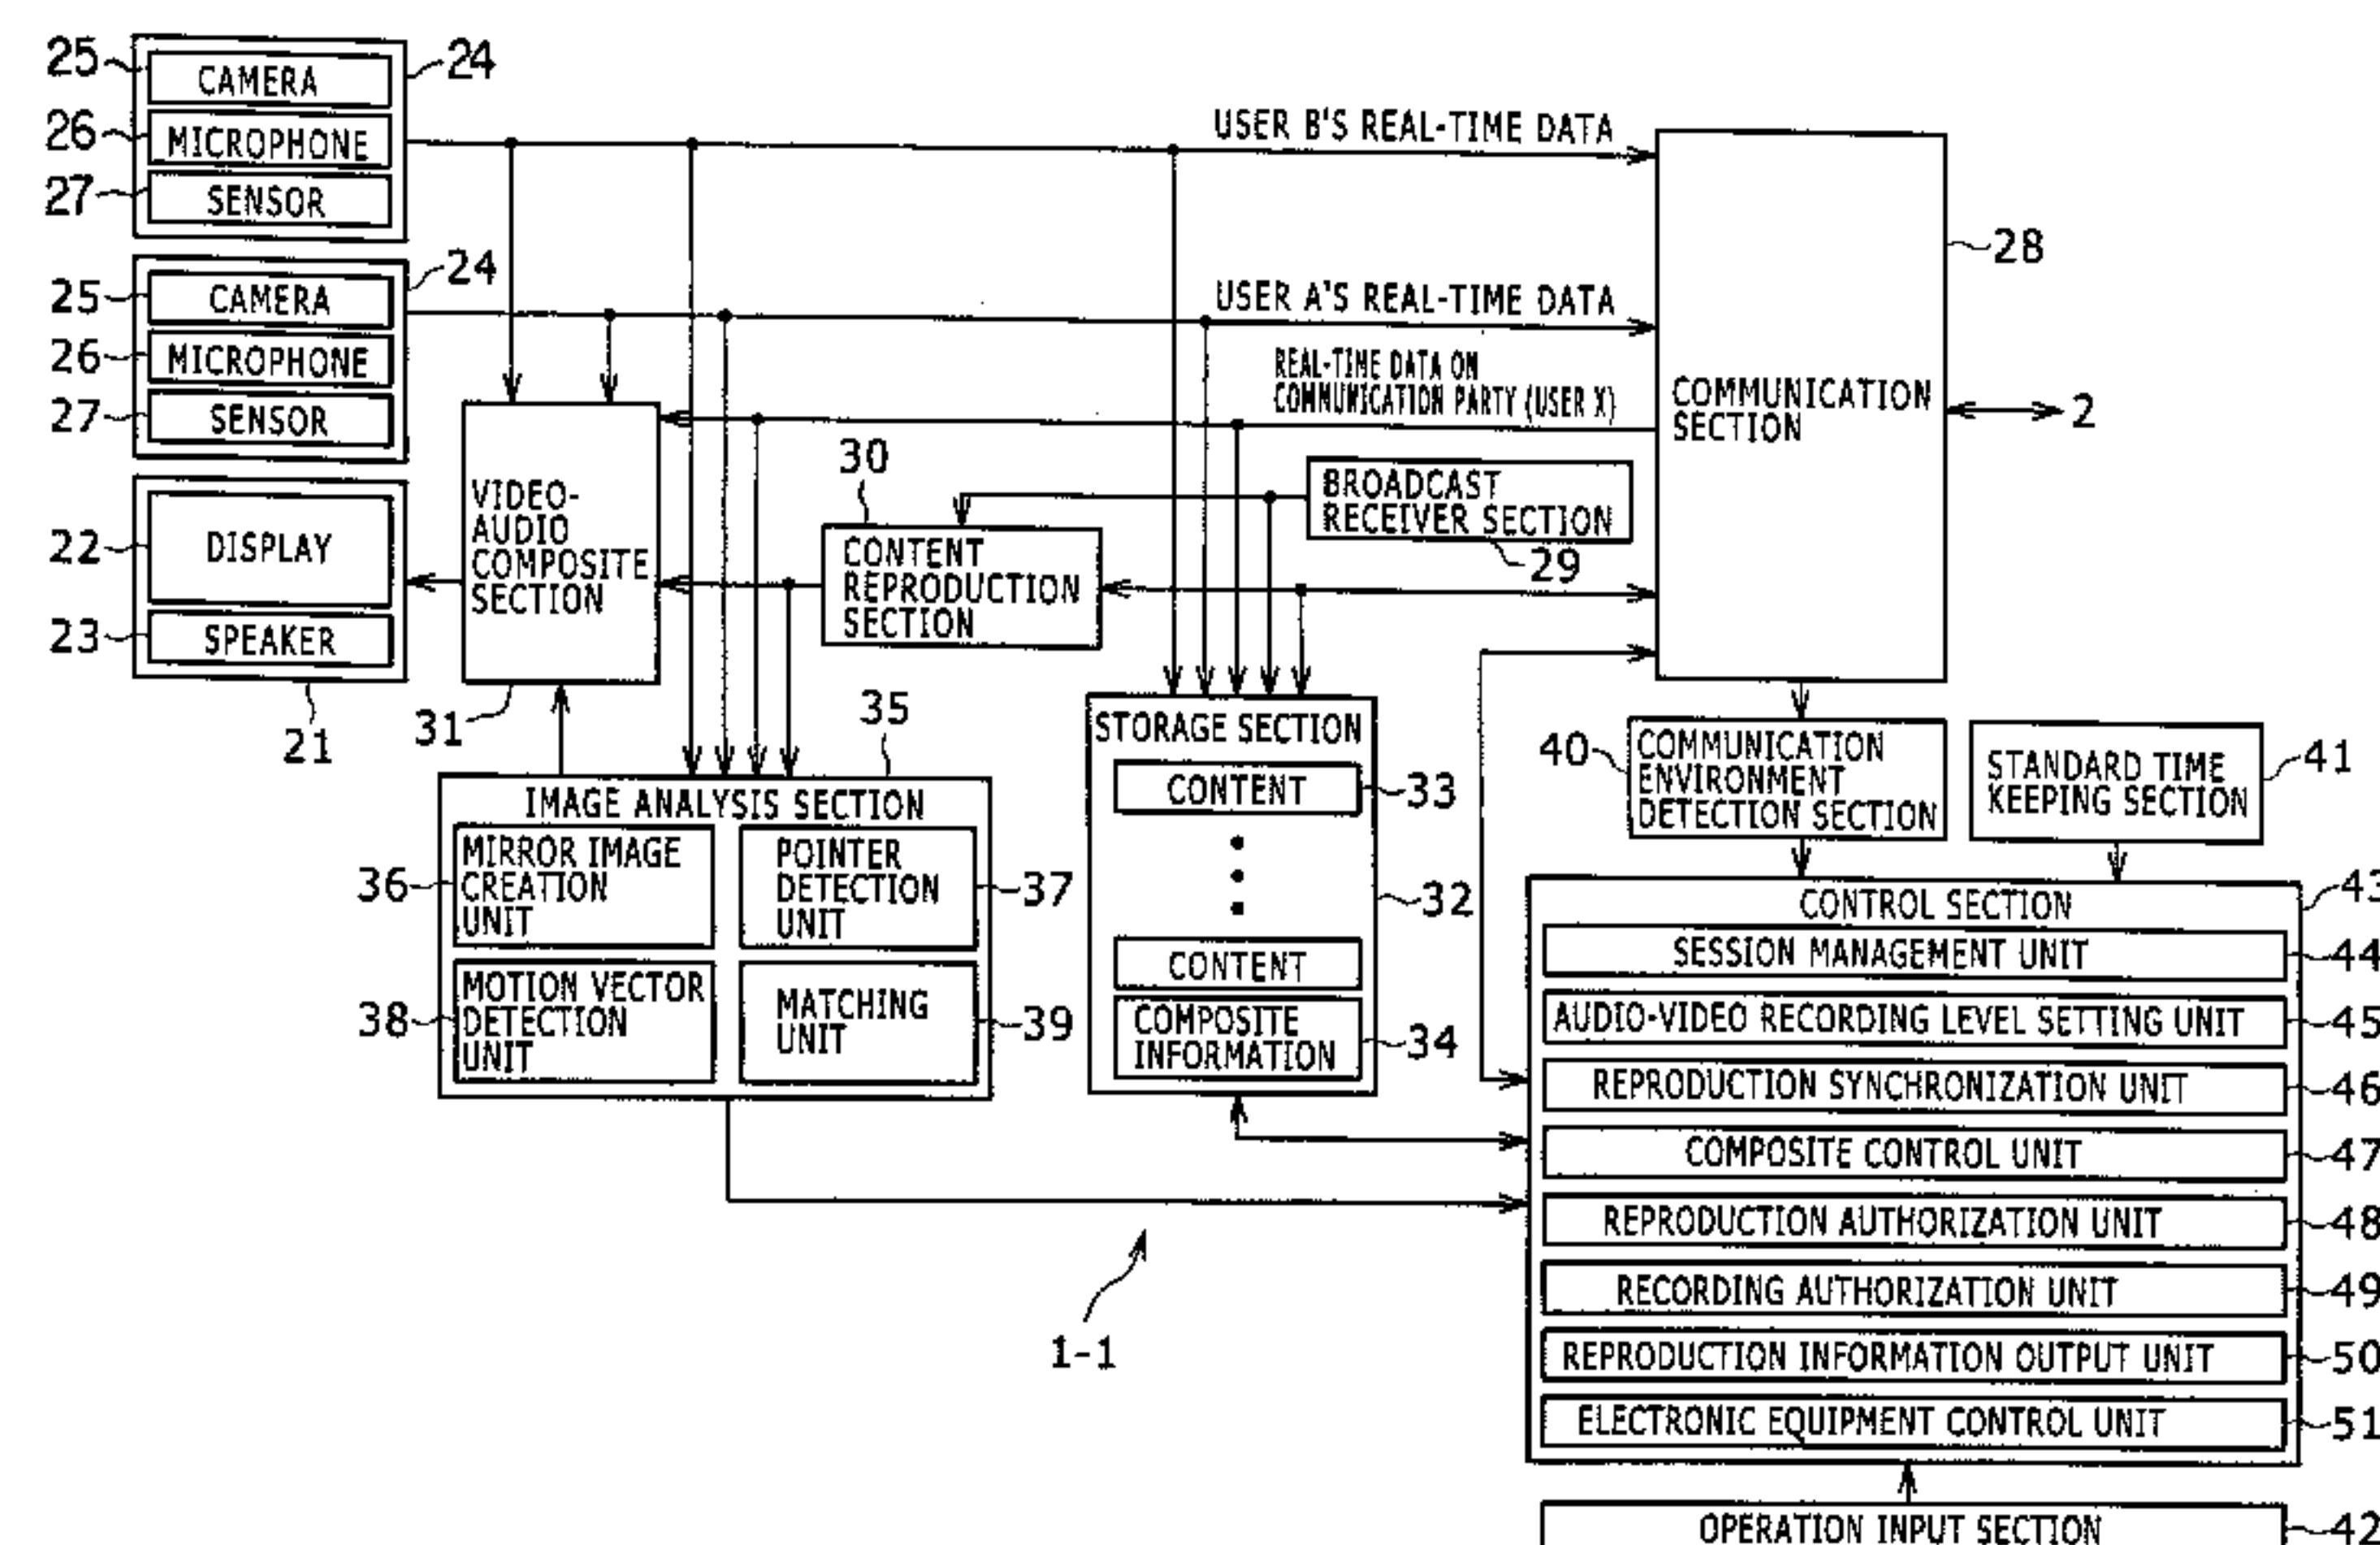 25
CAMERA
24
26
MICROPHONE
27
SENSOR
25
CAMERA
24
26
MICROPHONE
27
SENSOR
22
DISPLAY
23
SPEAKER
21
USER B'S REAL-TIME DATA
USER A'S REAL-TIME DATA
REAL-TIME DATA ON
COMMUNICATION PARTY (USER X)
COMMUNICATION
SECTION
28
2
VIDEO-
AUDIO
COMPOSITE
SECTION
31
30
CONTENT
REPRODUCTION
SECTION
BROADCAST
RECEIVER SECTION
29
35
IMAGE ANALYSIS SECTION
36
MIRROR IMAGE
CREATION
UNIT
POINTER
DETECTION
UNIT
37
38
MOTION VECTOR
DETECTION
UNIT
MATCHING
UNIT
39
STORAGE SECTION
CONTENT
33
32
CONTENT
COMPOSITE
INFORMATION
34
40
COMMUNICATION
ENVIRONMENT
DETECTION SECTION
STANDARD TIME
KEEPING SECTION
41
CONTROL SECTION
43
SESSION MANAGEMENT UNIT
44
AUDIO-VIDEO RECORDING LEVEL SETTING UNIT
45
REPRODUCTION SYNCHRONIZATION UNIT
46
COMPOSITE CONTROL UNIT
47
REPRODUCTION AUTHORIZATION UNIT
48
RECORDING AUTHORIZATION UNIT
49
REPRODUCTION INFORMATION OUTPUT UNIT
50
ELECTRONIC EQUIPMENT CONTROL UNIT
51
OPERATION INPUT SECTION
42
1-1